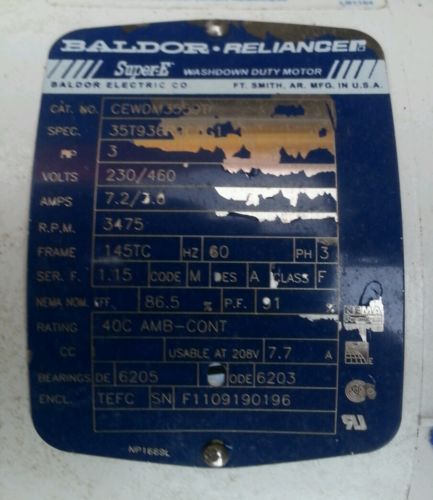 BALDOR · RELIANCE
Super-E WASHDOWN DUTY MOTOR
BALDOR ELECTRIC CO. FT. SMITH, AR. MFG. IN U.S.A.
CAT. NO.
SPEC.
HP 3
VOLTS 230/460
AMPS 7.2/3.6
R.P.M. 3475
FRAME 145TC HZ 60 PH 3
SER. F. 1.15 CODE M DES A CLASS F
NEMA NOM. EFF. 86.5 % P.F. 91 %
RATING 40C AMB-CONT
CC USABLE AT 208V 7.7 A
BEARINGS DE 6205 ODE 6203
ENCL. TEFC SN F1109190196
NP1668L